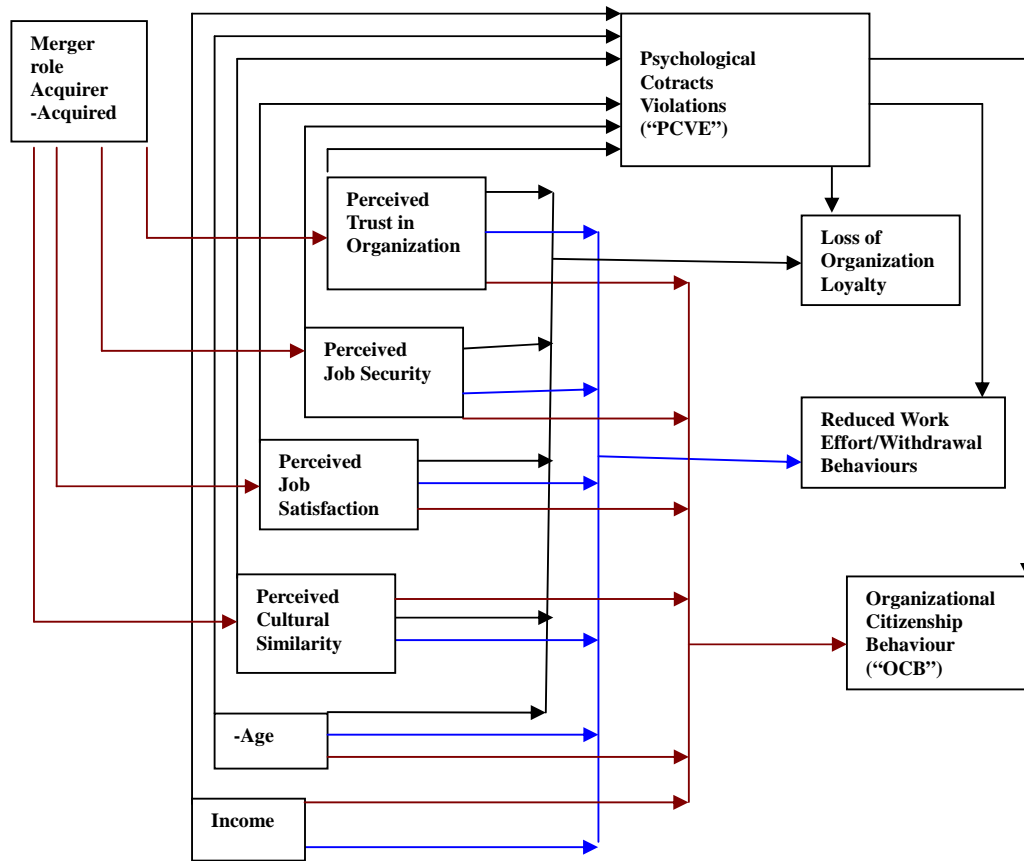 Merger
role
Acquirer
-Acquired
Psychological
Cotracts
Violations
(“PCVE”)
Perceived
Trust in
Organization
Loss of
Organization
Loyalty
Perceived
Job Security
Reduced Work
Effort/Withdrawal
Behaviours
Perceived
Job
Satisfaction
Perceived
Cultural
Similarity
Organizational
Citizenship
Behaviour
(“OCB”)
-Age
Income